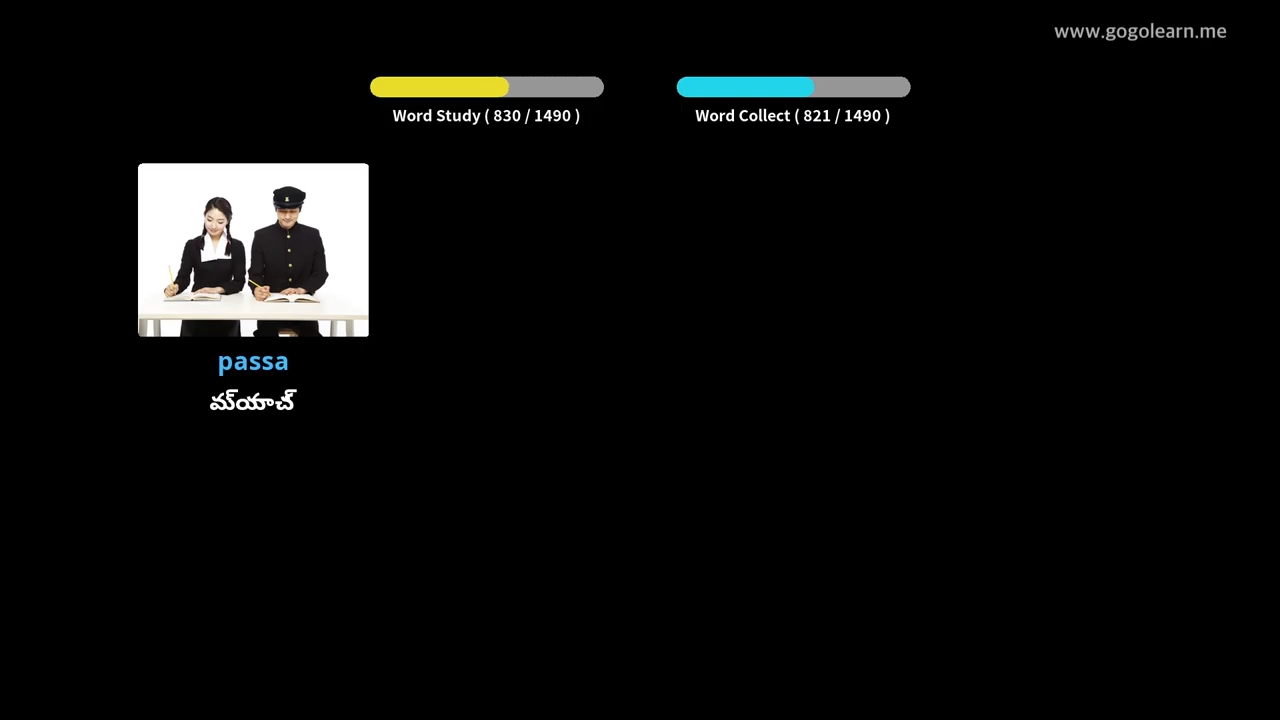 www.gogolearn.me
Word Study ( 830 / 1490 )
Word Collect ( 821 / 1490 )
passa
మ్యాచ్